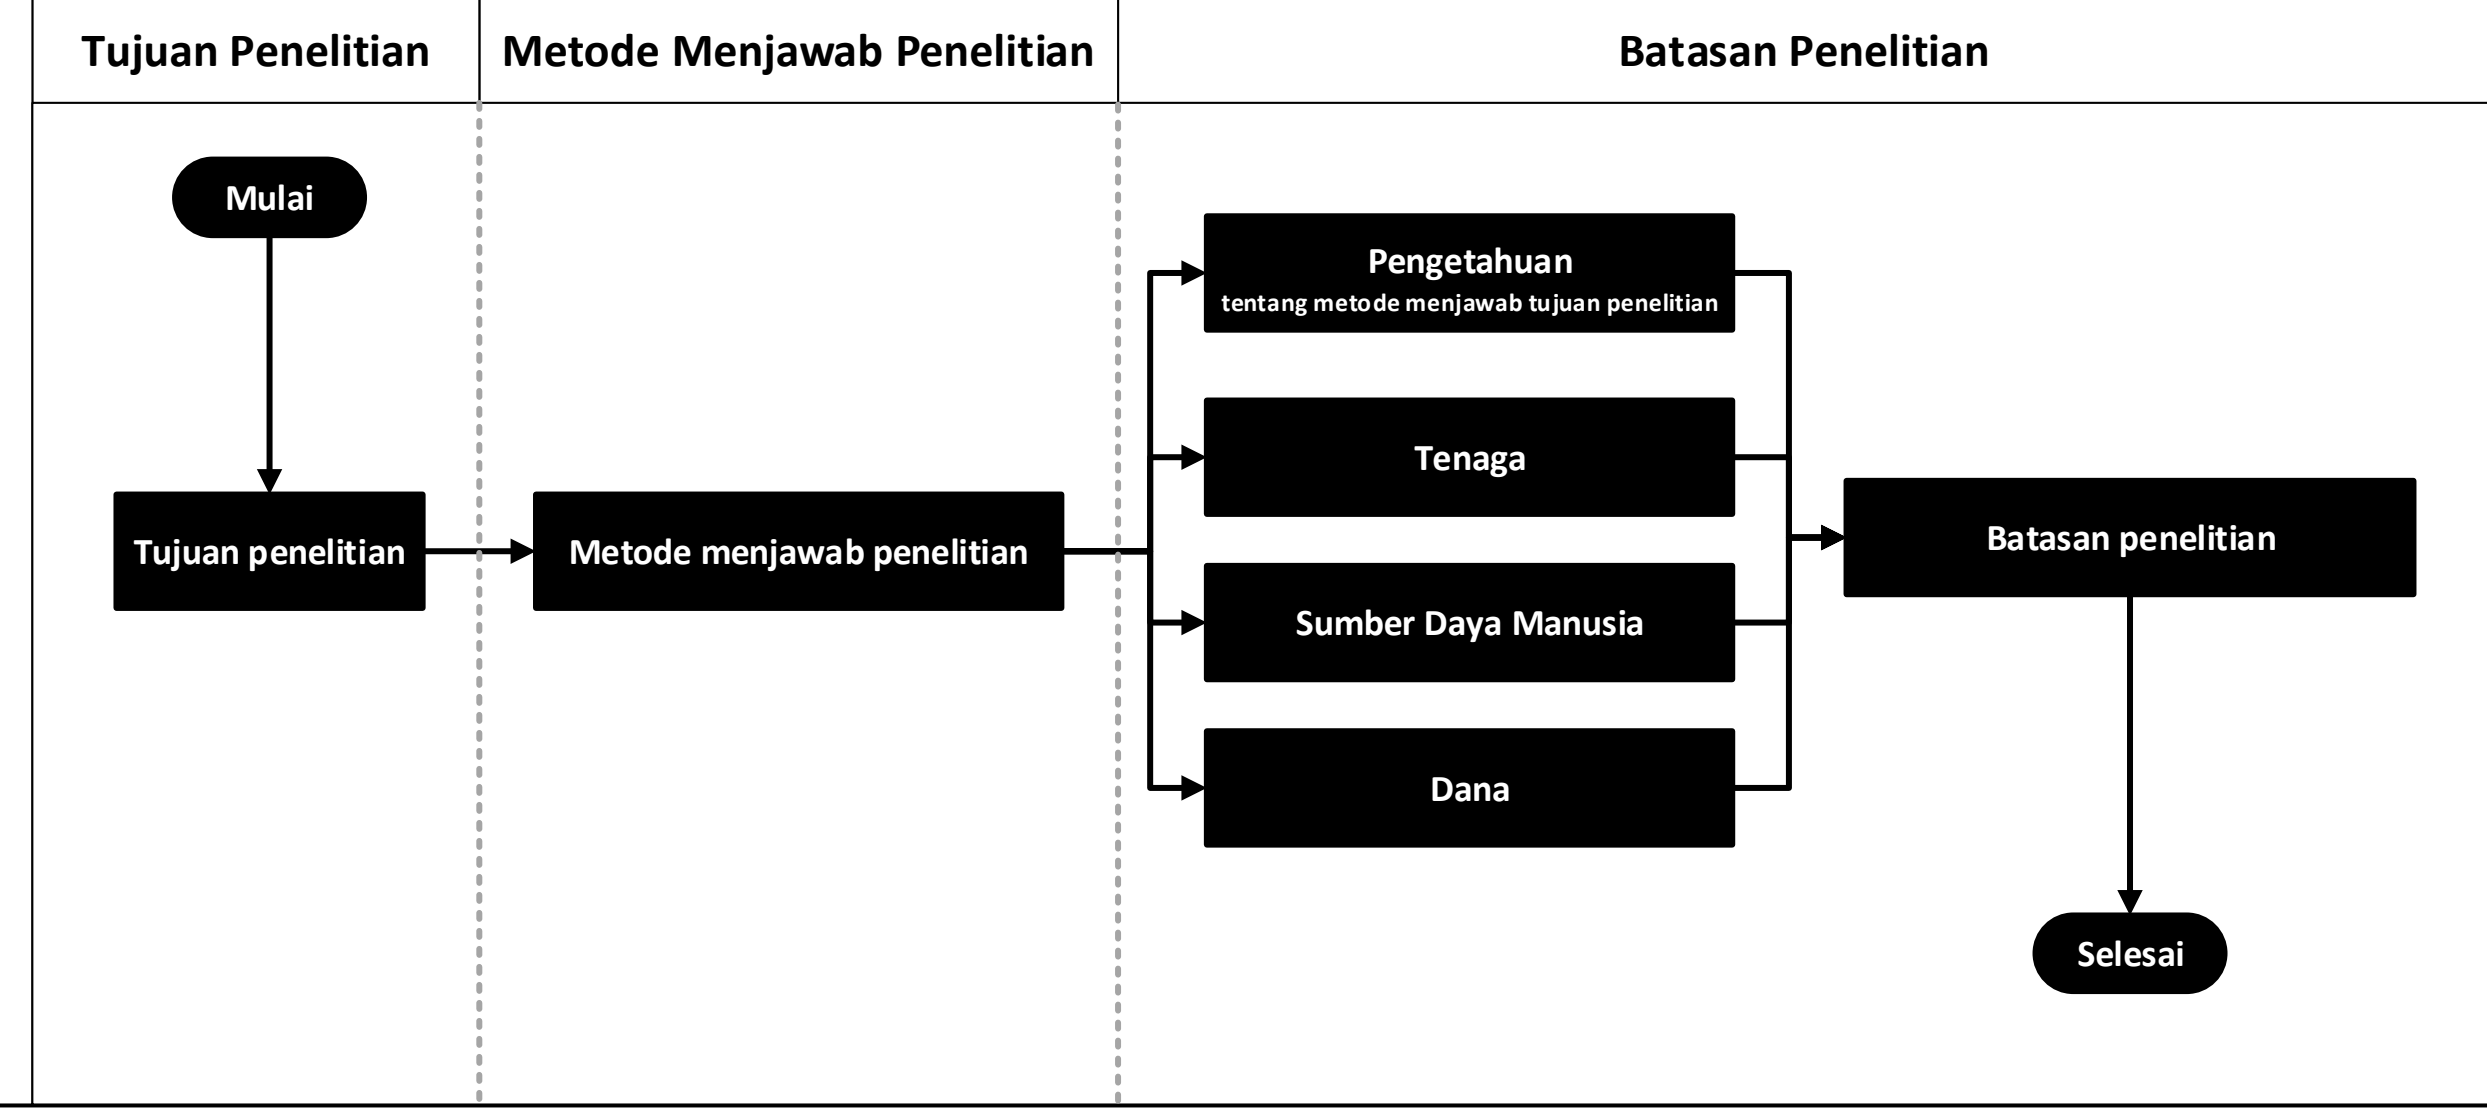 Tujuan Penelitian
Metode Menjawab Penelitian
Batasan Penelitian
Mulai
Tujuan penelitian
Metode menjawab penelitian
Pengetahuan
tentang metode menjawab tujuan penelitian
Tenaga
Sumber Daya Manusia
Dana
Batasan penelitian
Selesai